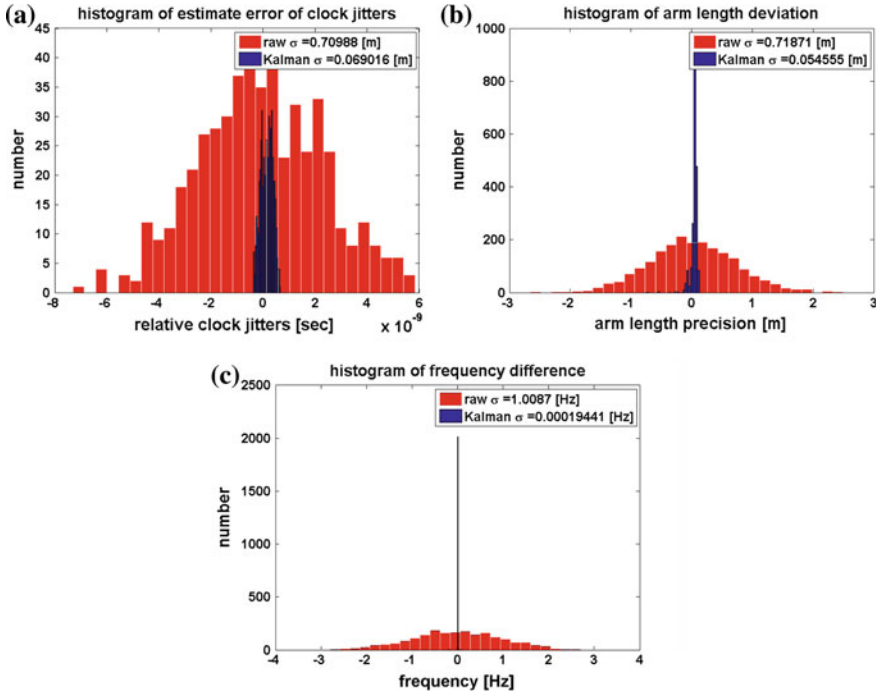 (a)
histogram of estimate error of clock jitters
45
40
35
30
25
20
15
10
5
0
number
raw σ =0.70988 [m]
Kalman σ =0.069016 [m]
-8 -6 -4 -2 0 2 4 6
relative clock jitters [sec]
x 10⁻⁹
(b)
histogram of arm length deviation
1000
800
600
400
200
0
number
raw σ =0.71871 [m]
Kalman σ =0.054555 [m]
-3 -2 -1 0 1 2 3
arm length precision [m]
(c)
histogram of frequency difference
2500
2000
1500
1000
500
0
number
raw σ =1.0087 [Hz]
Kalman σ =0.00019441 [Hz]
-4 -3 -2 -1 0 1 2 3 4
frequency [Hz]